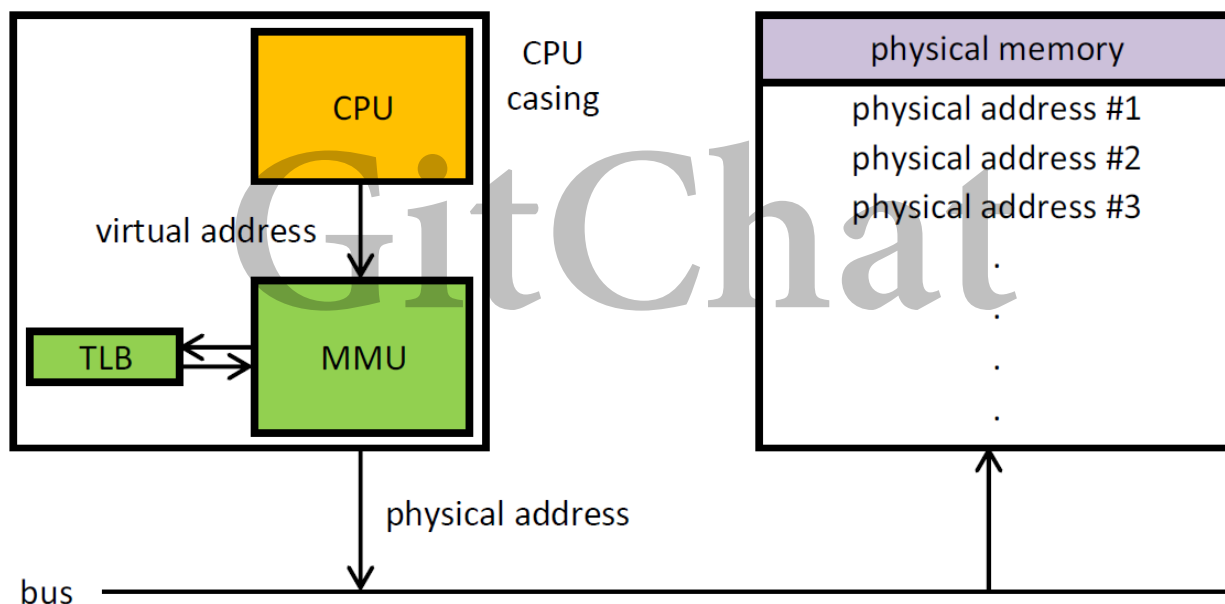 CPU
CPU
casing
virtual address
TLB
MMU
physical address
bus
physical memory
physical address #1
physical address #2
physical address #3
.
.
.
.
GitChat